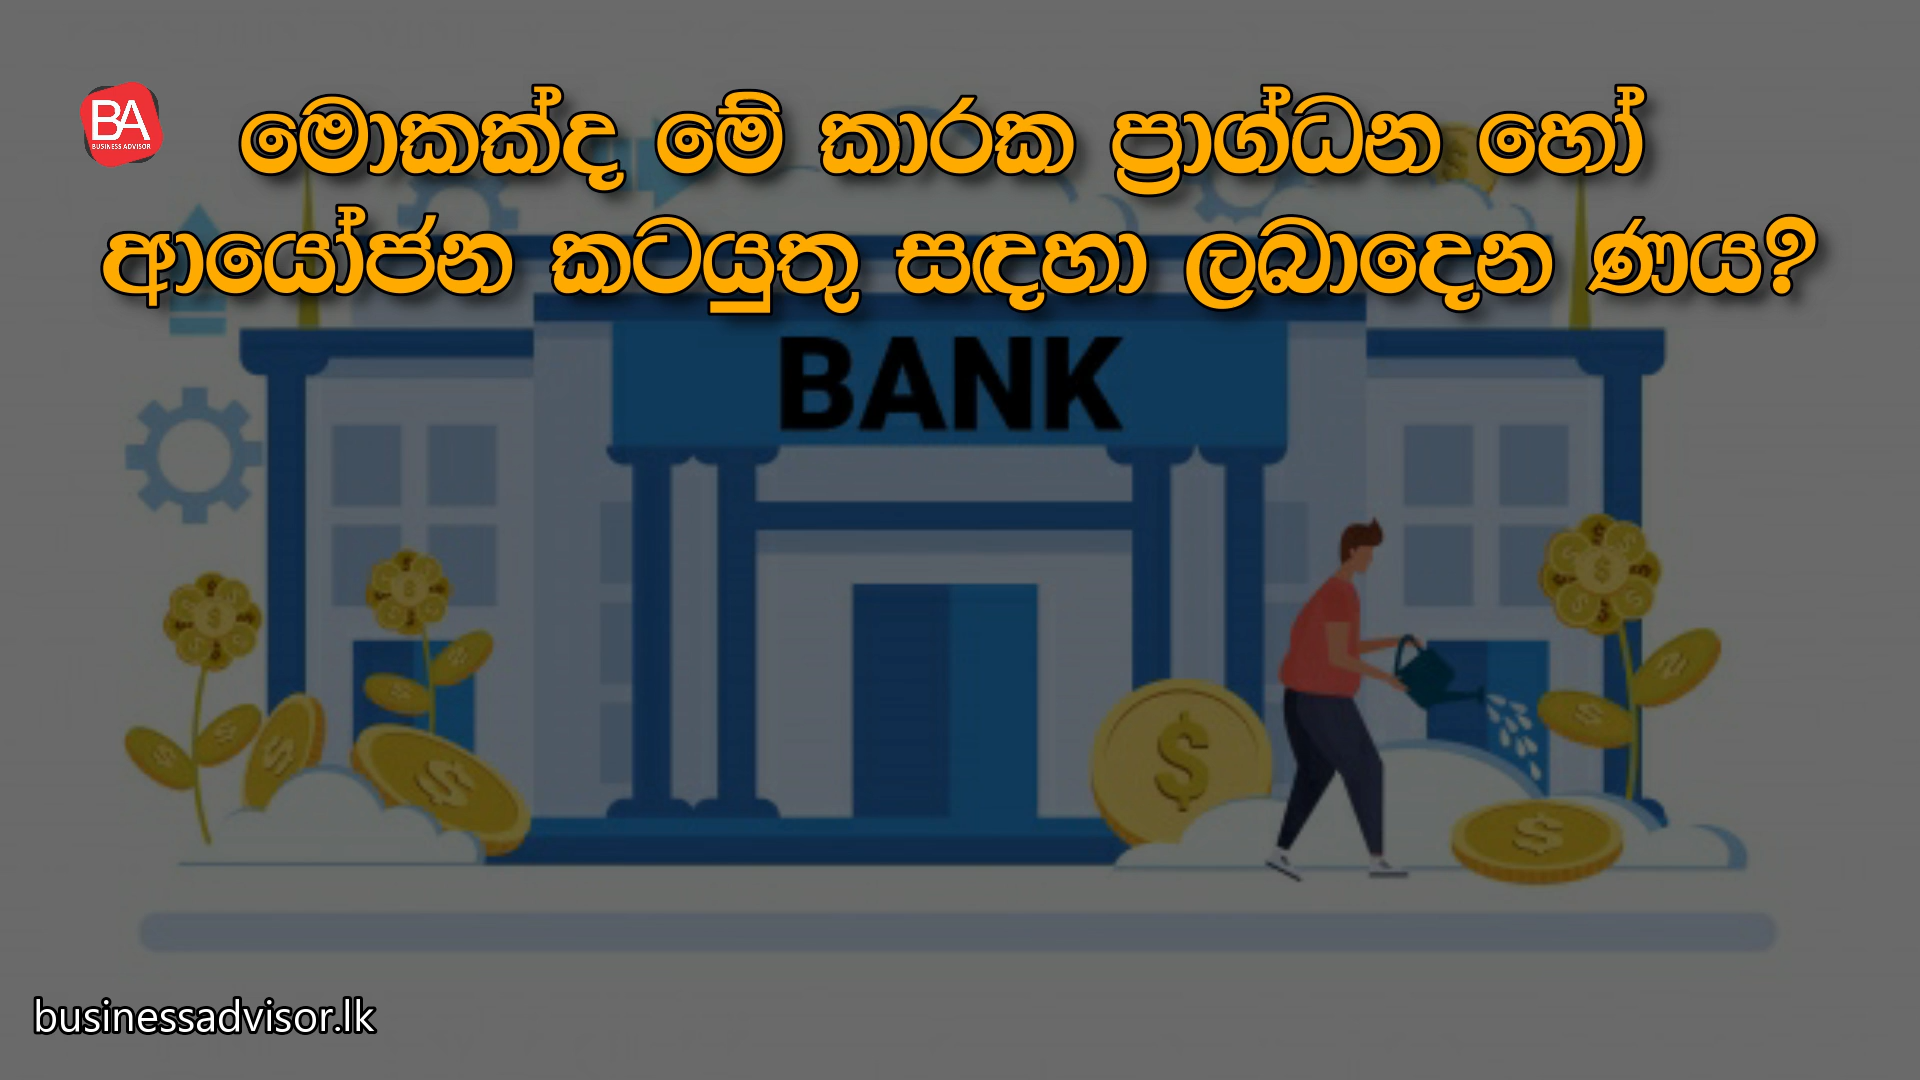 BA
BUSINESS ADVISOR
මොකක්ද මේ කාරක ප්‍රාග්ධන හෝ
ආයෝජන කටයුතු සඳහා ලබාදෙන ණය?
BANK
businessadvisor.lk